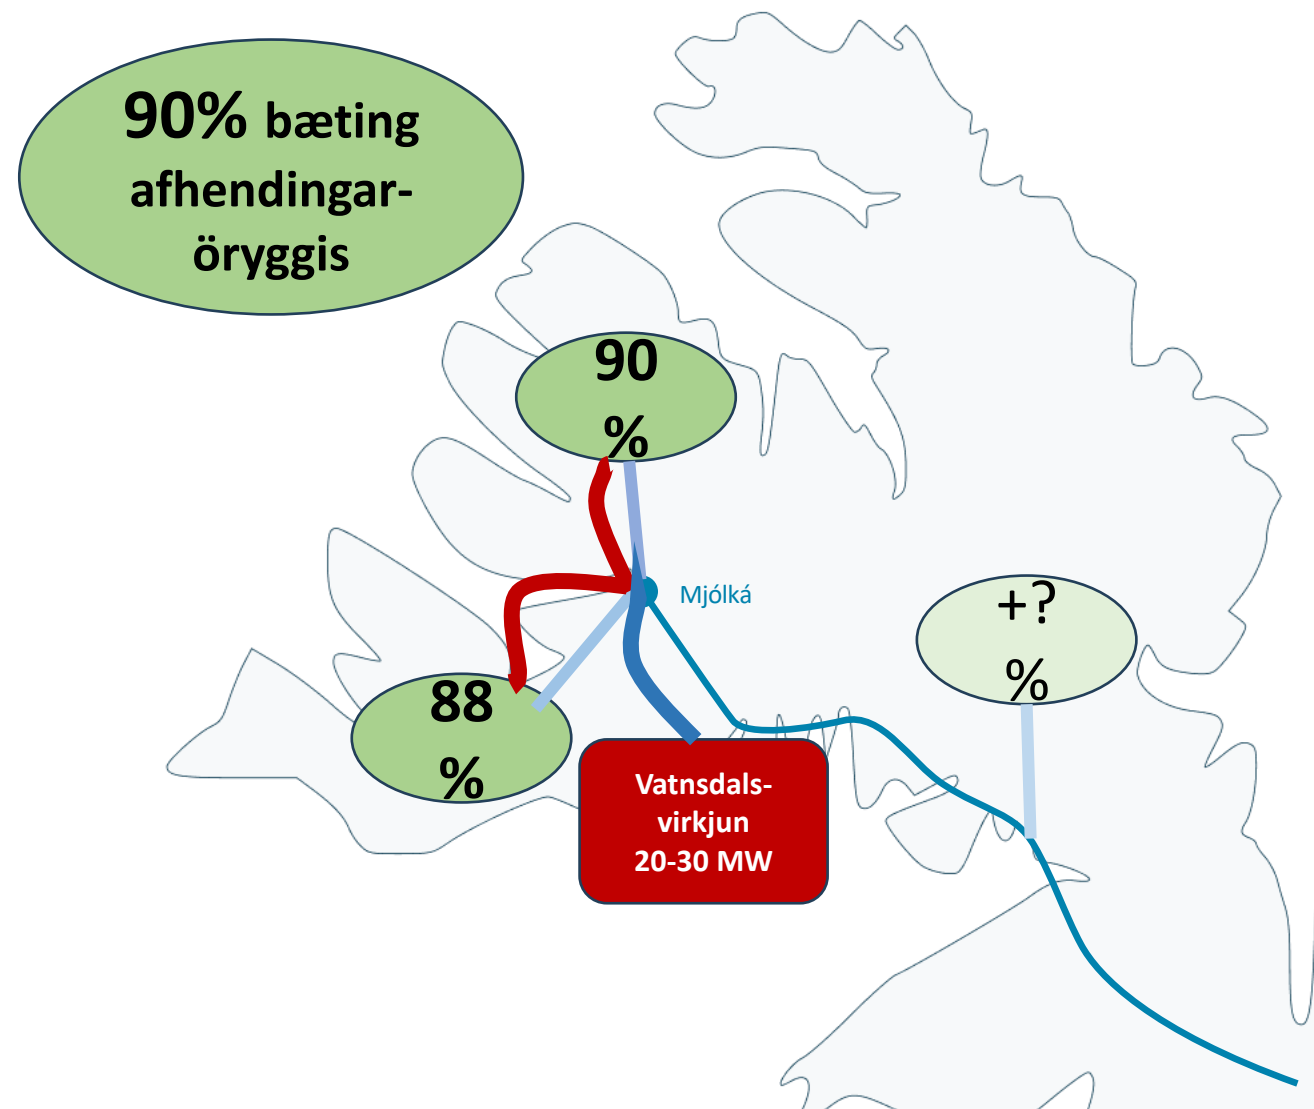 90% bæting
afhendingar-
öryggis
90
%
Mjólká
+?
%
88
%
Vatnsdals-
virkjun
20-30 MW